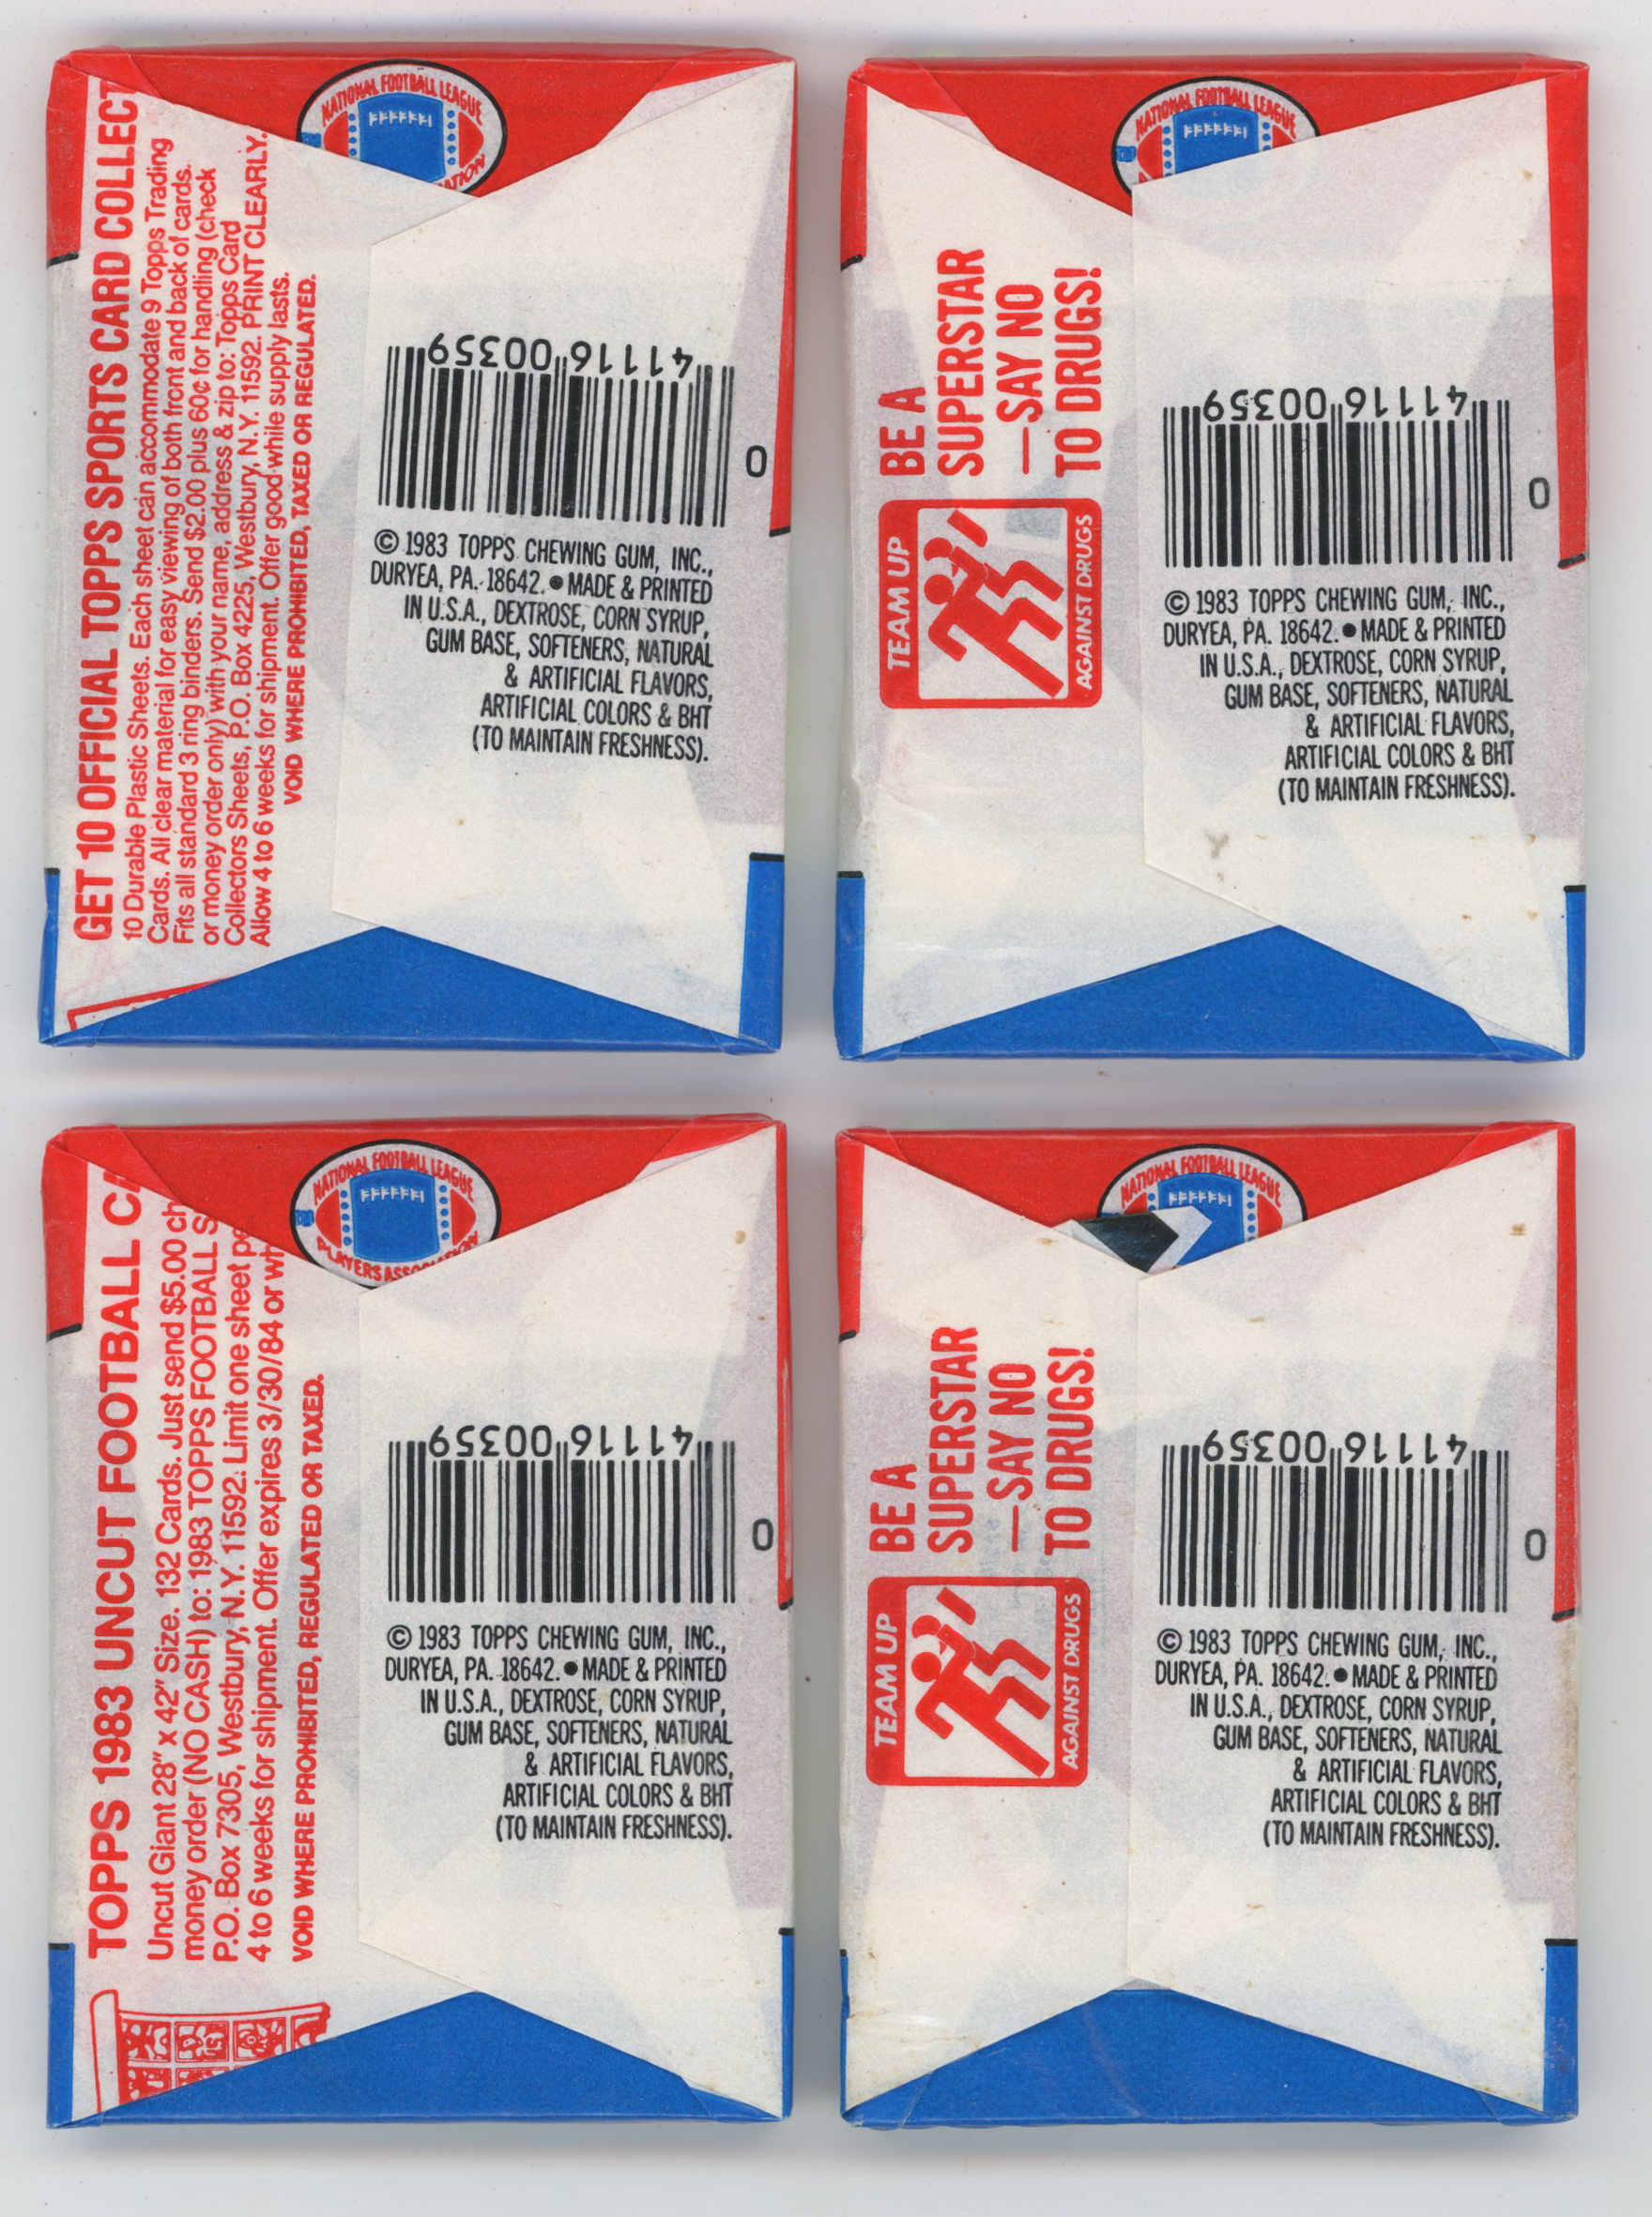 GET 10 OFFICIAL TOPPS SPORTS CARD COLLECT
10 Durable Plastic Sheets. Each sheet can accommodate 9 Topps Trading
Cards. All clear material for easy viewing of both front and back of cards.
Fits all standard 3 ring binders. Send $2.00 plus 60¢ for handling (check
or money order only) with your name, address & zip to: Topps Card
Collectors Sheets, P.O. Box 4225, Westbury, N.Y. 11592. PRINT CLEARLY.
Allow 4 to 6 weeks for shipment. Offer good while supply lasts.
VOID WHERE PROHIBITED, TAXED OR REGULATED.
NATIONAL FOOTBALL LEAGUE
41116 00359
0
© 1983 TOPPS CHEWING GUM, INC.,
DURYEA, PA. 18642. ● MADE & PRINTED
IN U.S.A., DEXTROSE, CORN SYRUP,
GUM BASE, SOFTENERS, NATURAL
& ARTIFICIAL FLAVORS,
ARTIFICIAL COLORS & BHT
(TO MAINTAIN FRESHNESS).
NATIONAL FOOTBALL LEAGUE
BE A
SUPERSTAR
—SAY NO
TO DRUGS!
TEAM UP
AGAINST DRUGS
41116 00359
0
© 1983 TOPPS CHEWING GUM, INC.,
DURYEA, PA. 18642. ● MADE & PRINTED
IN U.S.A., DEXTROSE, CORN SYRUP,
GUM BASE, SOFTENERS, NATURAL
& ARTIFICIAL FLAVORS,
ARTIFICIAL COLORS & BHT
(TO MAINTAIN FRESHNESS).
TOPPS 1983 UNCUT FOOTBALL
Uncut Giant 28" x 42" Size. 132 Cards. Just send $5.00 ch
money order (NO CASH) to: 1983 TOPPS FOOTBALL S
P.O. Box 7305, Westbury, N.Y. 11592. Limit one sheet pe
4 to 6 weeks for shipment. Offer expires 3/30/84 or wh
VOID WHERE PROHIBITED, REGULATED OR TAXED.
NATIONAL FOOTBALL LEAGUE
PLAYERS ASSOCIATION
41116 00359
0
© 1983 TOPPS CHEWING GUM, INC.,
DURYEA, PA. 18642. ● MADE & PRINTED
IN U.S.A., DEXTROSE, CORN SYRUP,
GUM BASE, SOFTENERS, NATURAL
& ARTIFICIAL FLAVORS,
ARTIFICIAL COLORS & BHT
(TO MAINTAIN FRESHNESS).
NATIONAL FOOTBALL LEAGUE
BE A
SUPERSTAR
—SAY NO
TO DRUGS!
TEAM UP
AGAINST DRUGS
41116 00359
0
© 1983 TOPPS CHEWING GUM, INC.,
DURYEA, PA. 18642. ● MADE & PRINTED
IN U.S.A., DEXTROSE, CORN SYRUP,
GUM BASE, SOFTENERS, NATURAL
& ARTIFICIAL FLAVORS,
ARTIFICIAL COLORS & BHT
(TO MAINTAIN FRESHNESS).